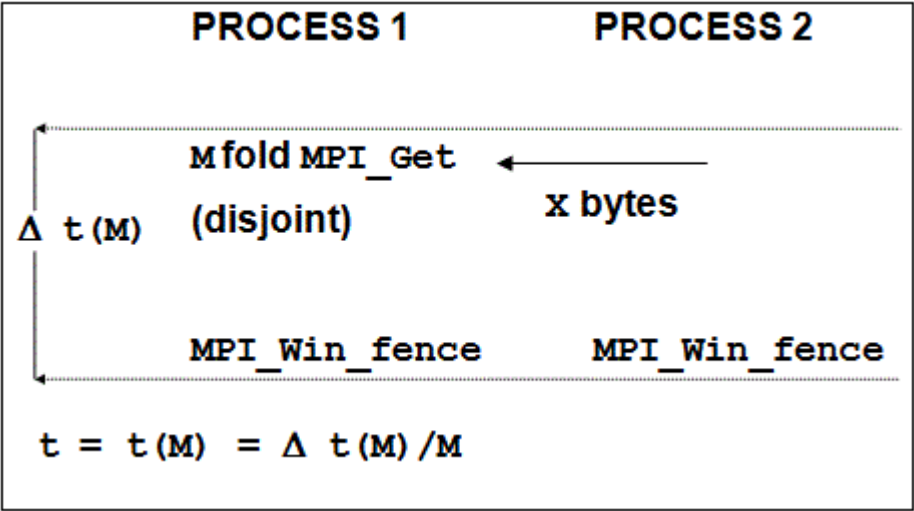 PROCESS 1 PROCESS 2
M fold MPI_Get
x bytes
(disjoint)
Δ t(M)
MPI_Win_fence MPI_Win_fence
t = t(M) = Δ t(M)/M